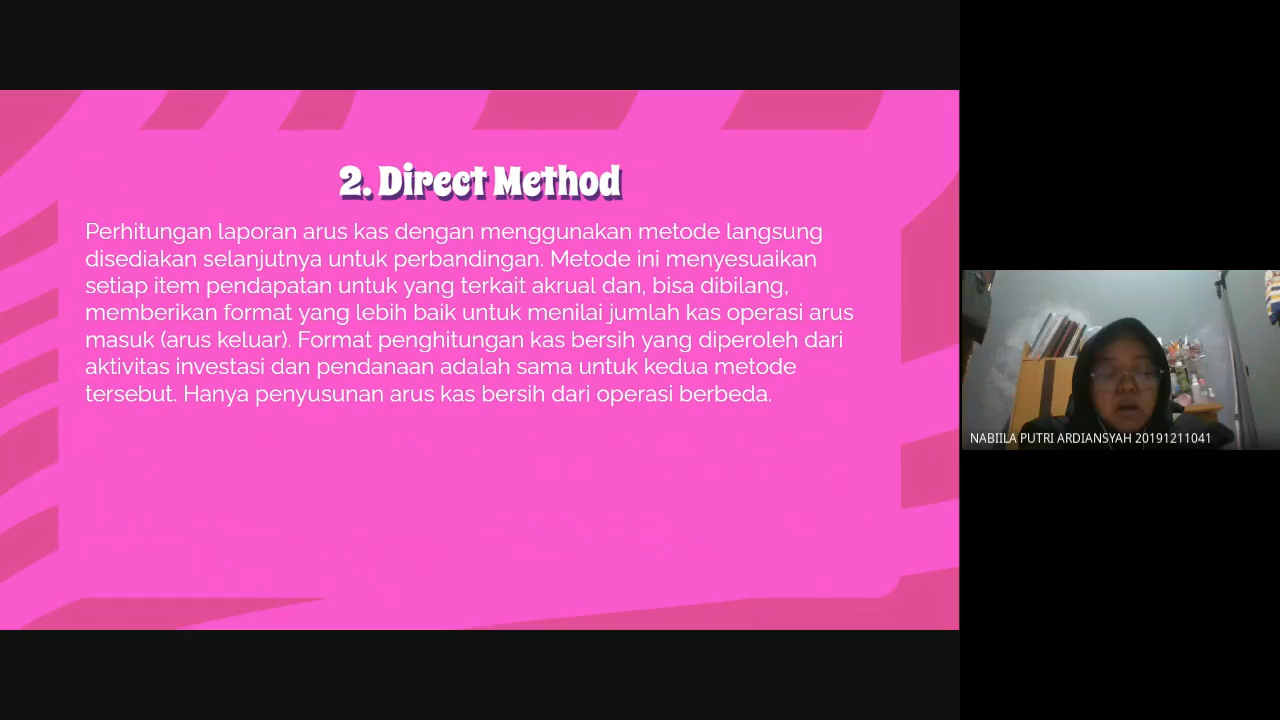 2. Direct Method
Perhitungan laporan arus kas dengan menggunakan metode langsung
disediakan selanjutnya untuk perbandingan. Metode ini menyesuaikan
setiap item pendapatan untuk yang terkait akrual dan, bisa dibilang,
memberikan format yang lebih baik untuk menilai jumlah kas operasi arus
masuk (arus keluar). Format penghitungan kas bersih yang diperoleh dari
aktivitas investasi dan pendanaan adalah sama untuk kedua metode
tersebut. Hanya penyusunan arus kas bersih dari operasi berbeda.
NABIILA PUTRI ARDIANSYAH 20191211041